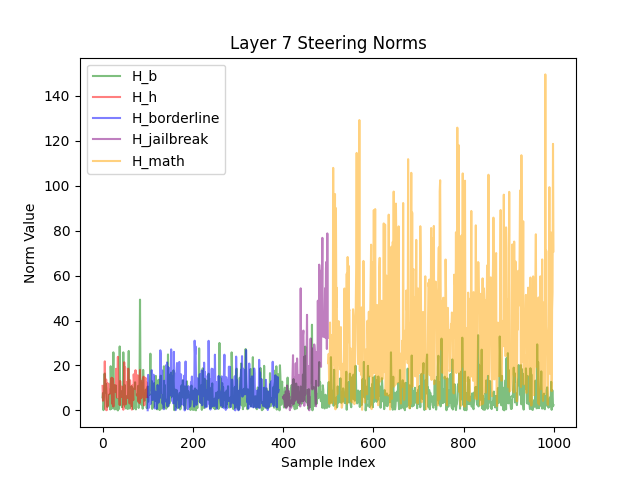 Layer 7 Steering Norms
H_b
H_h
H_borderline
H_jailbreak
H_math
Norm Value
140
120
100
80
60
40
20
0
0 200 400 600 800 1000
Sample Index